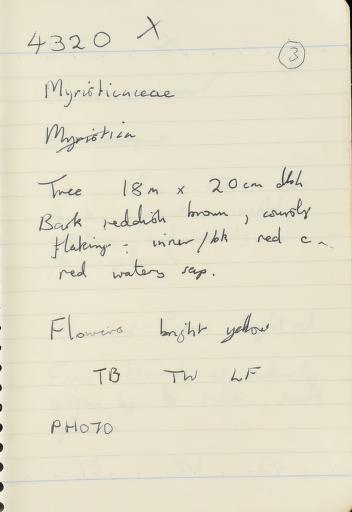 4320 X
3
Myristicaceae
Myristica
Tree 18m x 20cm dbh
Bark reddish brown, coarsly
flaking; inner/bk red c
red watery sap.
Flowers bright yellow
TB TW LF
PHOTO